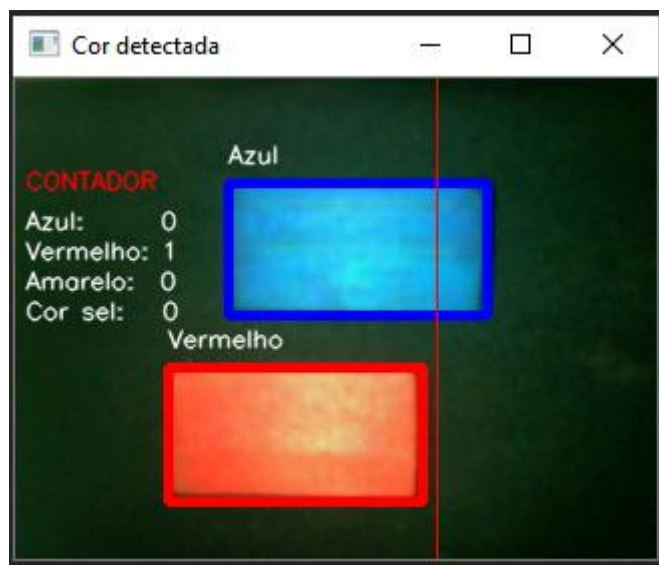 Cor detectada
Azul
CONTADOR
Azul: 0
Vermelho: 1
Amarelo: 0
Cor sel: 0
Vermelho